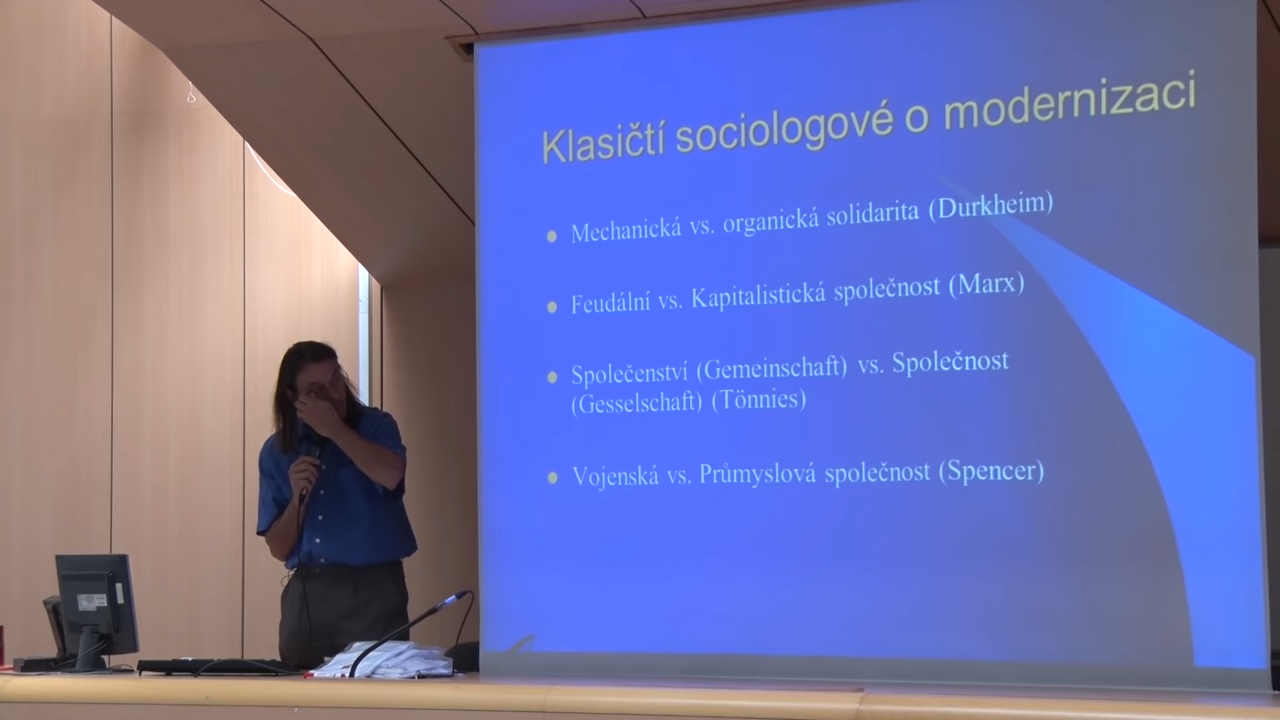 Klasičtí sociologové o modernizaci
Mechanická vs. organická solidarita (Durkheim)
Feudální vs. Kapitalistická společnost (Marx)
Společenství (Gemeinschaft) vs. Společnost
(Gesselschaft) (Tönnies)
Vojenská vs. Průmyslová společnost (Spencer)